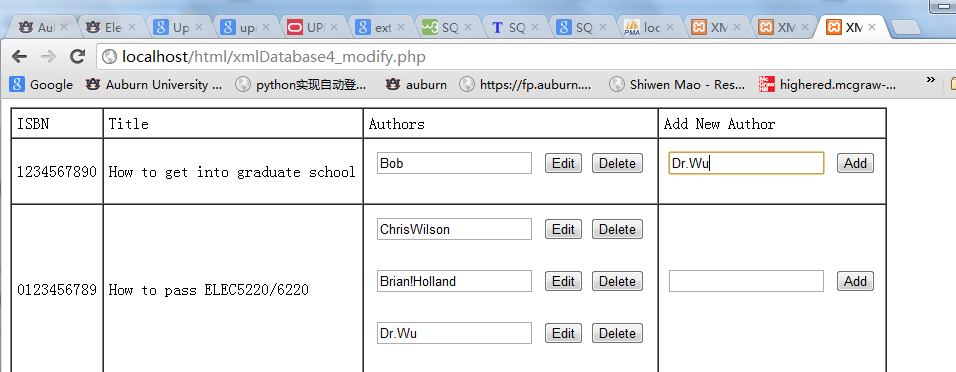 Au Ele Up up UP ext SQ SQ SQ loc XM XM XM
localhost/html/xmlDatabase4_modify.php
Google Auburn University ... python实现自动登... auburn https://fp.auburn.... Shiwen Mao - Res... highered.mcgraw-... »
ISBN Title Authors Add New Author
1234567890 How to get into graduate school Bob Edit Delete Dr.Wu Add
ChrisWilson Edit Delete
0123456789 How to pass ELEC5220/6220 Brian!Holland Edit Delete Add
Dr.Wu Edit Delete